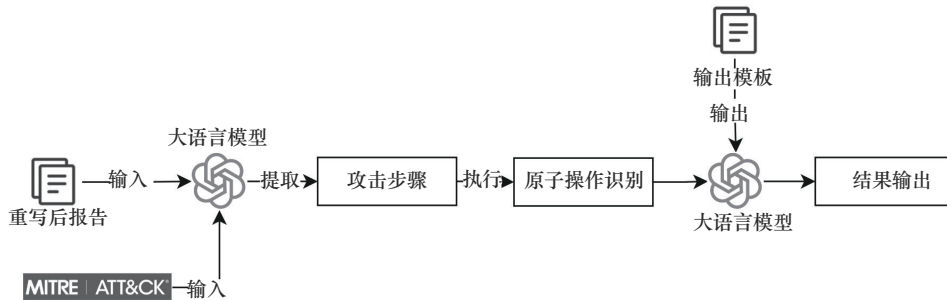 输出模板
输出
大语言模型
输入
提取
攻击步骤
执行
原子操作识别
结果输出
重写后报告
大语言模型
MITRE | ATT&CK®
输入